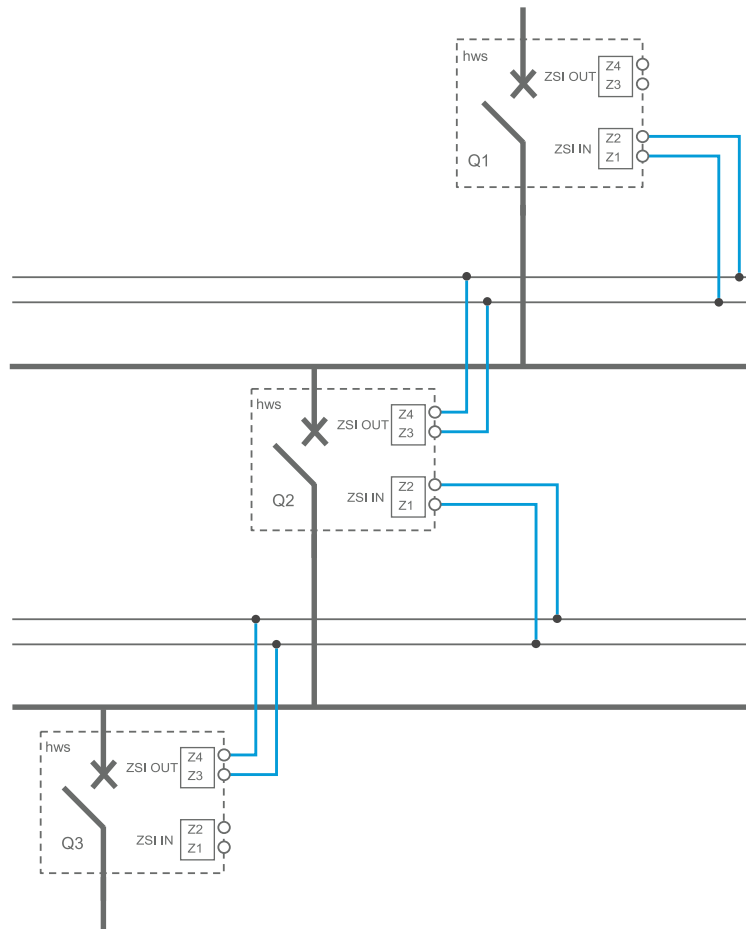 hws
ZSI OUT
Z4
Z3
ZSI IN
Z2
Z1
Q1
hws
ZSI OUT
Z4
Z3
ZSI IN
Z2
Z1
Q2
hws
ZSI OUT
Z4
Z3
ZSI IN
Z2
Z1
Q3